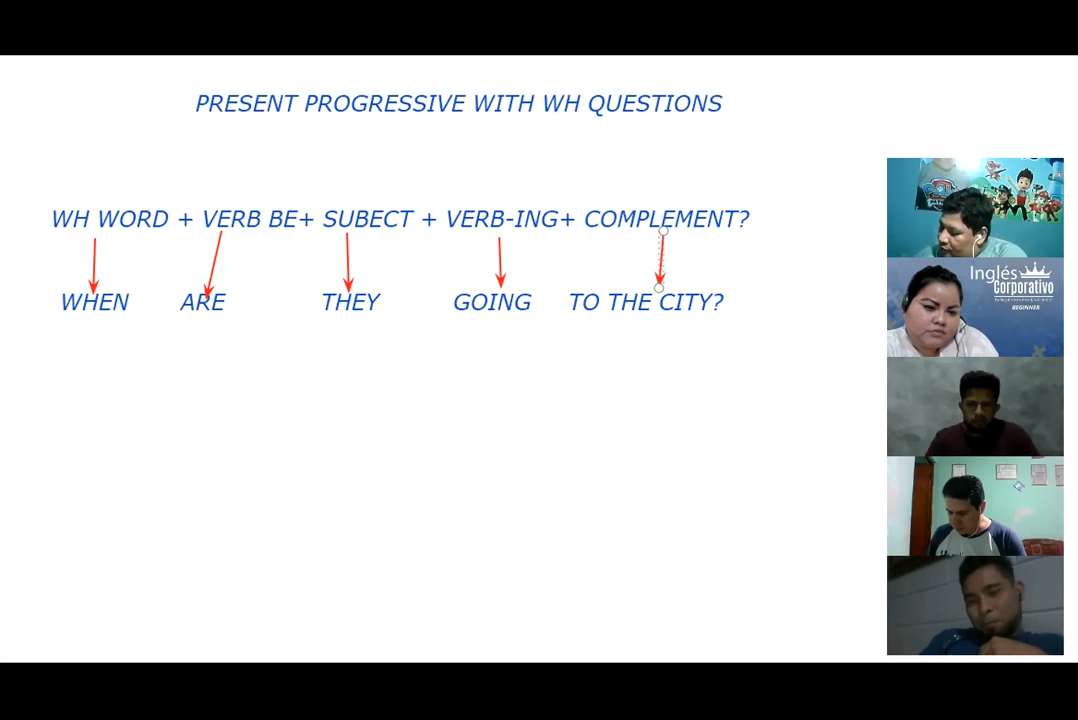 PRESENT PROGRESSIVE WITH WH QUESTIONS
WH WORD + VERB BE+ SUBECT + VERB-ING+ COMPLEMENT?
WHEN ARE THEY GOING TO THE CITY?
Inglés
Corporativo
BEGINNER